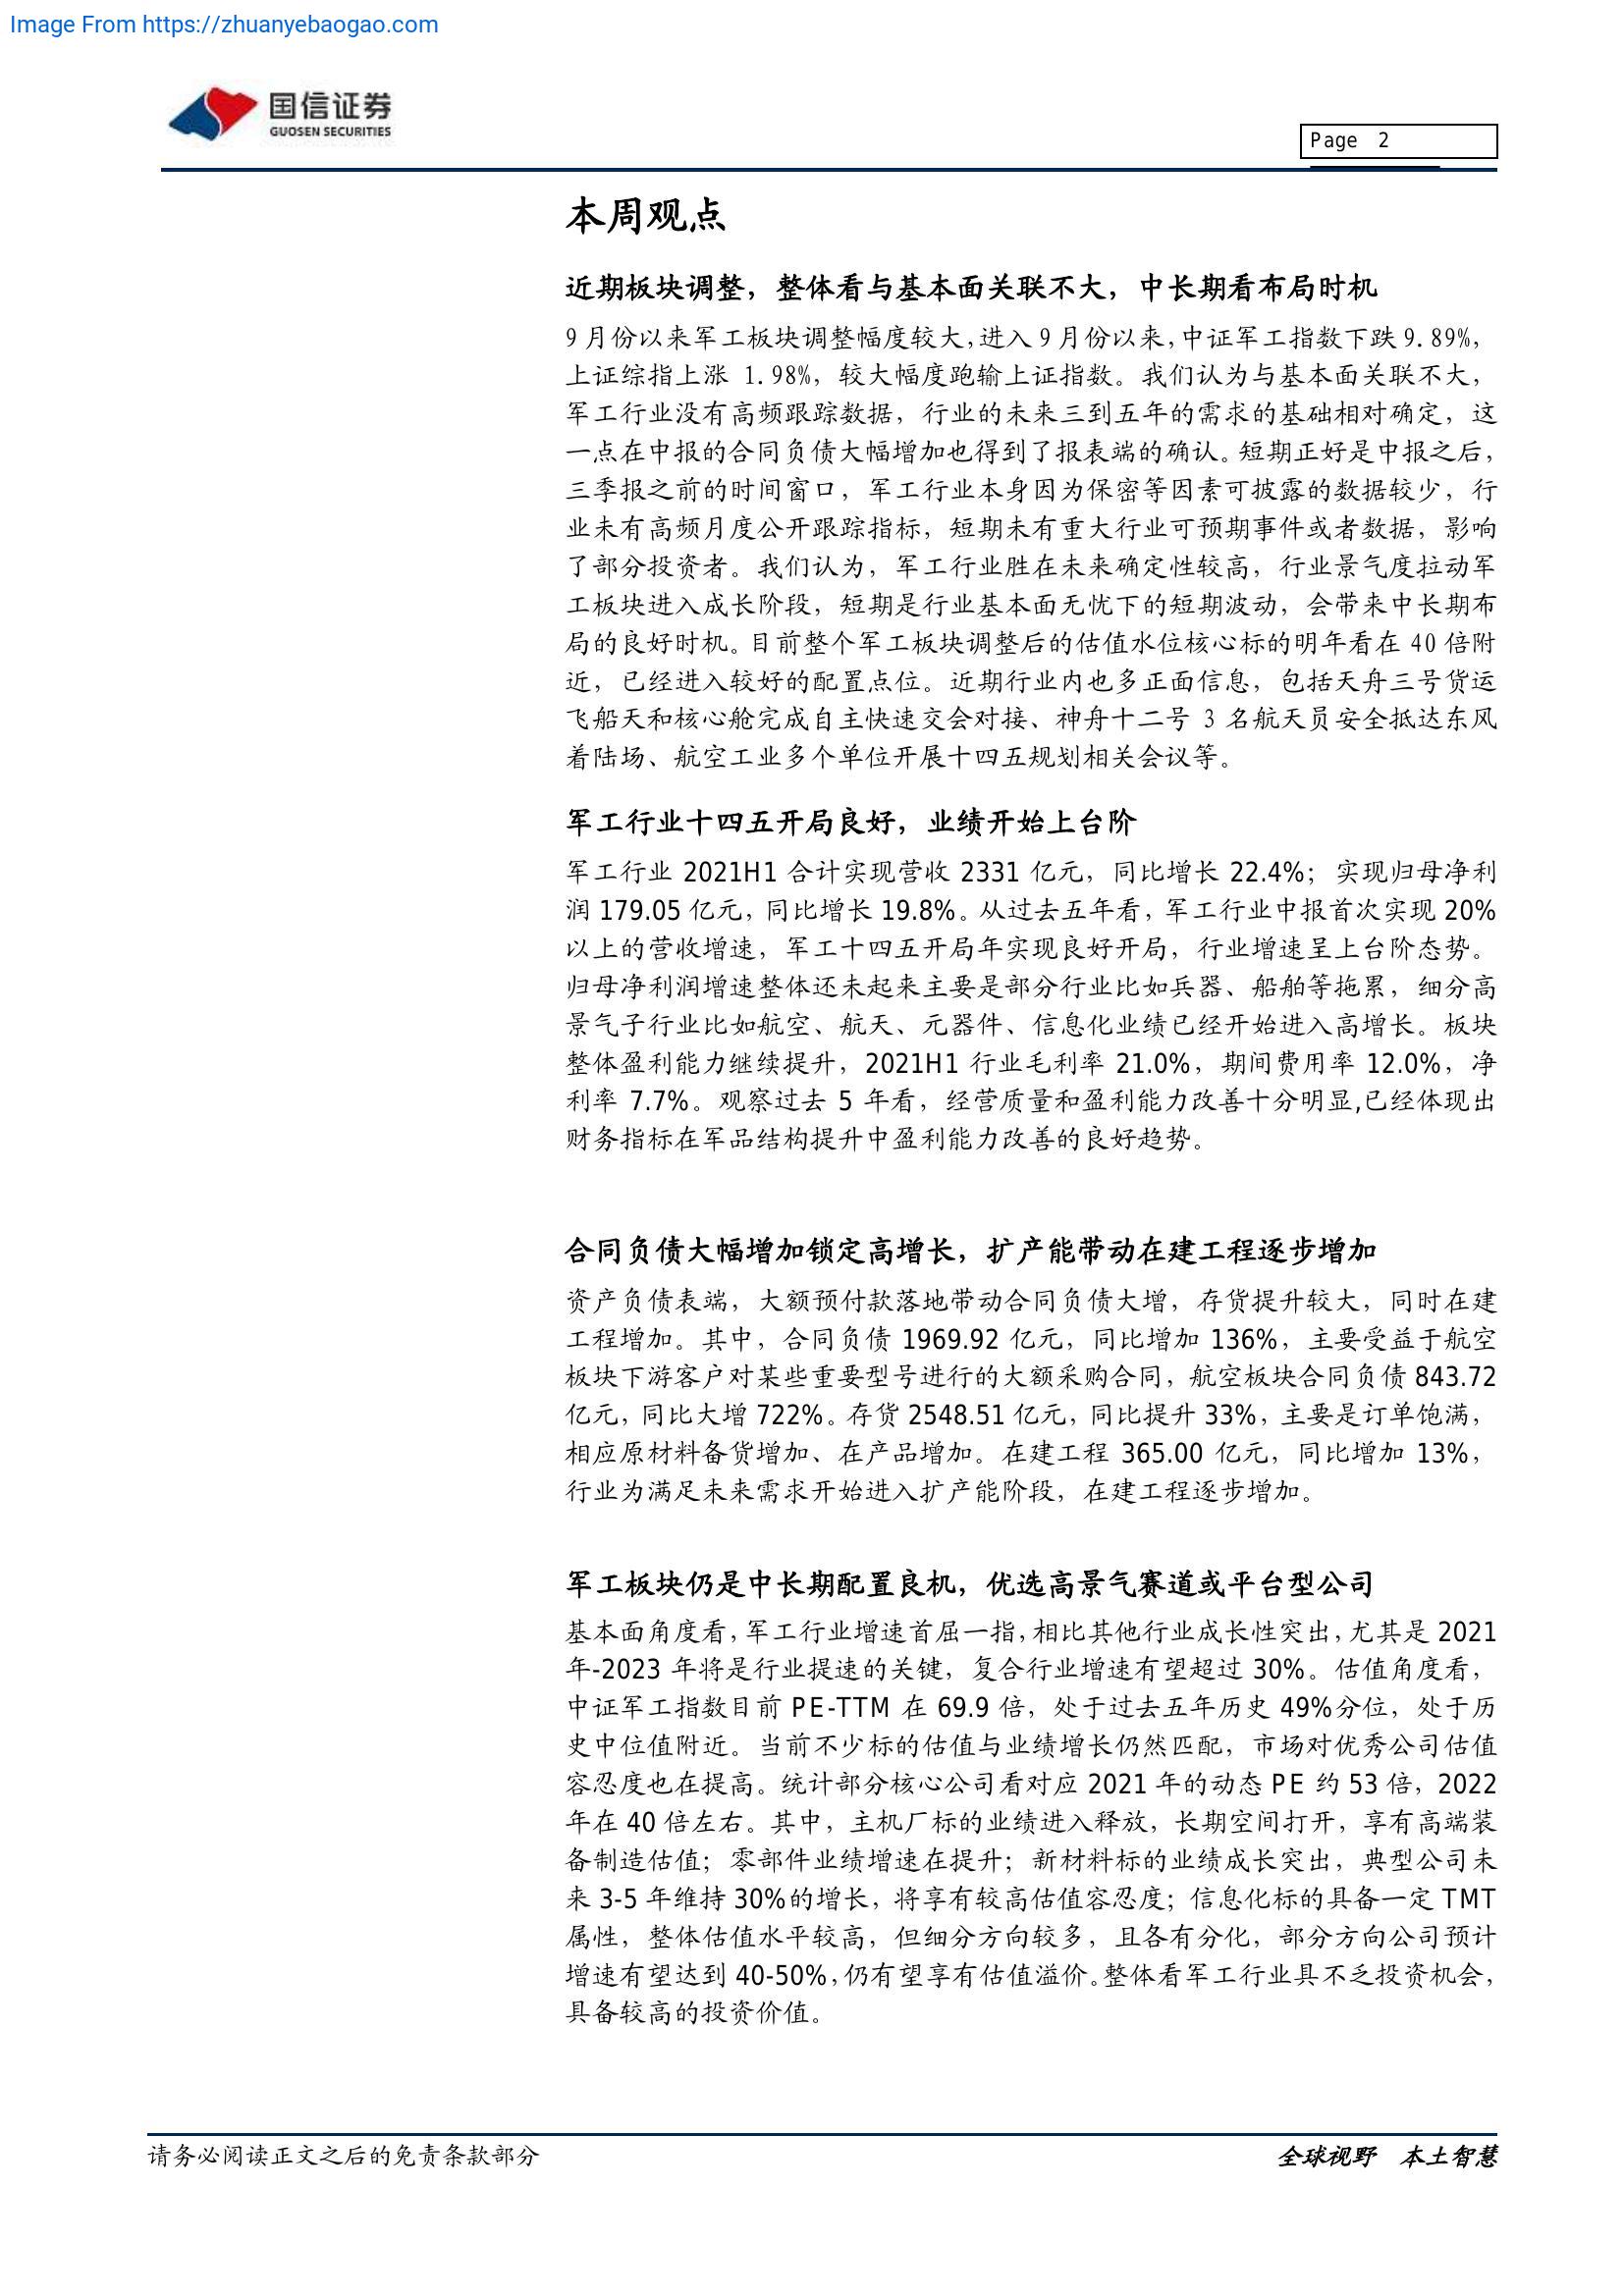 Image From https://zhuanyebaogao.com
国信证券
GUOSEN SECURITIES
Page 2
本周观点
近期板块调整，整体看与基本面关联不大，中长期看布局时机
9 月份以来军工板块调整幅度较大，进入 9 月份以来，中证军工指数下跌 9.89%，
上证综指上涨 1.98%，较大幅度跑输上证指数。我们认为与基本面关联不大，
军工行业没有高频跟踪数据，行业的未来三到五年的需求的基础相对确定，这
一点在中报的合同负债大幅增加也得到了报表端的确认。短期正好是中报之后，
三季报之前的时间窗口，军工行业本身因为保密等因素可披露的数据较少，行
业未有高频月度公开跟踪指标，短期未有重大行业可预期事件或者数据，影响
了部分投资者。我们认为，军工行业胜在未来确定性较高，行业景气度拉动军
工板块进入成长阶段，短期是行业基本面无忧下的短期波动，会带来中长期布
局的良好时机。目前整个军工板块调整后的估值水位核心标的明年看在 40 倍附
近，已经进入较好的配置点位。近期行业内也多正面信息，包括天舟三号货运
飞船天和核心舱完成自主快速交会对接、神舟十二号 3 名航天员安全抵达东风
着陆场、航空工业多个单位开展十四五规划相关会议等。
军工行业十四五开局良好，业绩开始上台阶
军工行业 2021H1 合计实现营收 2331 亿元，同比增长 22.4%；实现归母净利
润 179.05 亿元，同比增长 19.8%。从过去五年看，军工行业中报首次实现 20%
以上的营收增速，军工十四五开局年实现良好开局，行业增速呈上台阶态势。
归母净利润增速整体还未起来主要是部分行业比如兵器、船舶等拖累，细分高
景气子行业比如航空、航天、元器件、信息化业绩已经开始进入高增长。板块
整体盈利能力继续提升，2021H1 行业毛利率 21.0%，期间费用率 12.0%，净
利率 7.7%。观察过去 5 年看，经营质量和盈利能力改善十分明显,已经体现出
财务指标在军品结构提升中盈利能力改善的良好趋势。
合同负债大幅增加锁定高增长，扩产能带动在建工程逐步增加
资产负债表端，大额预付款落地带动合同负债大增，存货提升较大，同时在建
工程增加。其中，合同负债 1969.92 亿元，同比增加 136%，主要受益于航空
板块下游客户对某些重要型号进行的大额采购合同，航空板块合同负债 843.72
亿元，同比大增 722%。存货 2548.51 亿元，同比提升 33%，主要是订单饱满，
相应原材料备货增加、在产品增加。在建工程 365.00 亿元，同比增加 13%，
行业为满足未来需求开始进入扩产能阶段，在建工程逐步增加。
军工板块仍是中长期配置良机，优选高景气赛道或平台型公司
基本面角度看，军工行业增速首屈一指，相比其他行业成长性突出，尤其是 2021
年-2023 年将是行业提速的关键，复合行业增速有望超过 30%。估值角度看，
中证军工指数目前 PE-TTM 在 69.9 倍，处于过去五年历史 49%分位，处于历
史中位值附近。当前不少标的估值与业绩增长仍然匹配，市场对优秀公司估值
容忍度也在提高。统计部分核心公司看对应 2021 年的动态 PE 约 53 倍，2022
年在 40 倍左右。其中，主机厂标的业绩进入释放，长期空间打开，享有高端装
备制造估值；零部件业绩增速在提升；新材料标的业绩成长突出，典型公司未
来 3-5 年维持 30%的增长，将享有较高估值容忍度；信息化标的具备一定 TMT
属性，整体估值水平较高，但细分方向较多，且各有分化，部分方向公司预计
增速有望达到 40-50%，仍有望享有估值溢价。整体看军工行业具不乏投资机会，
具备较高的投资价值。
请务必阅读正文之后的免责条款部分
全球视野 本土智慧